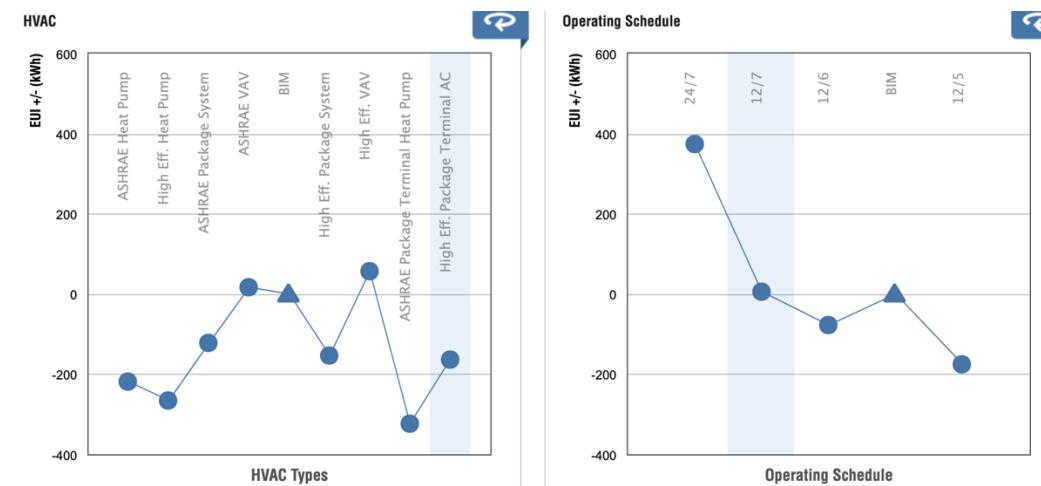 HVAC
EUI +/- (kWh)
600
400
200
0
-200
-400
ASHRAE Heat Pump
High Eff. Heat Pump
ASHRAE Package System
ASHRAE VAV
BIM
High Eff. Package System
High Eff. VAV
ASHRAE Package Terminal Heat Pump
High Eff. Package Terminal AC
HVAC Types
Operating Schedule
EUI +/- (kWh)
600
400
200
0
-200
-400
24/7
12/7
12/6
BIM
12/5
Operating Schedule